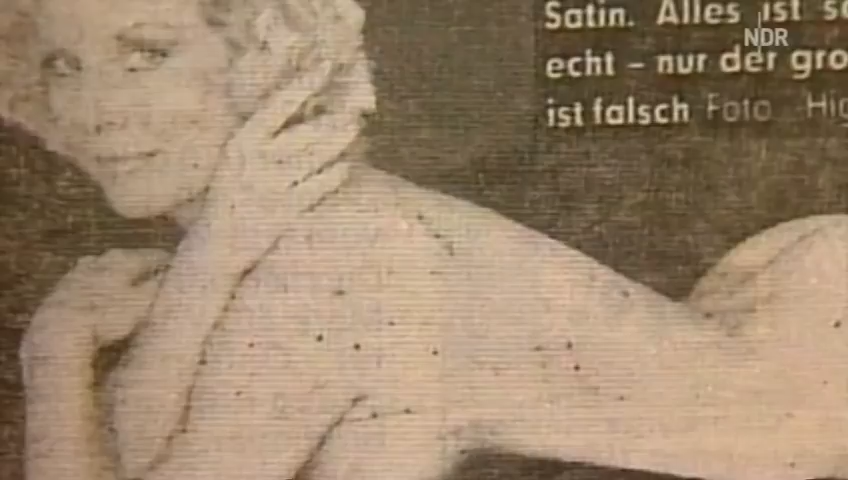 Satin. Alles ist
NDR
echt – nur der
ist falsch Foto